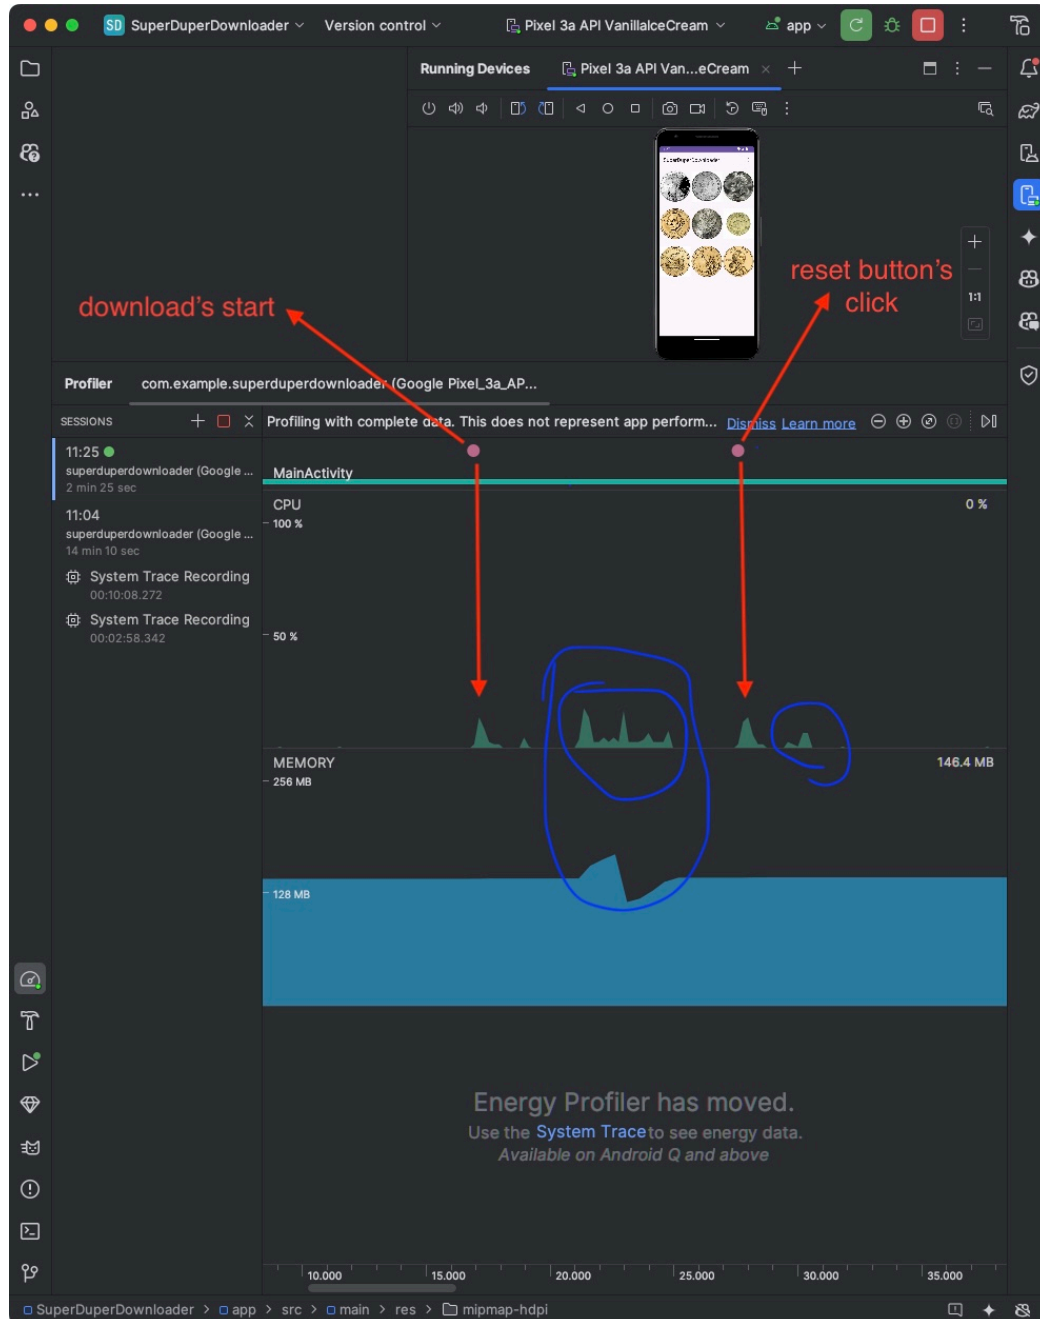 SD SuperDuperDownloader Version control Pixel 3a API VanillaIceCream app
Running Devices Pixel 3a API Van...eCream
SuperDuperDownloader
1:1
download's start
reset button's
click
Profiler com.example.superduperdownloader (Google Pixel_3a_AP...
SESSIONS
Profiling with complete data. This does not represent app perform... Dismiss Learn more
11:25
superduperdownloader (Google ...
2 min 25 sec
11:04
superduperdownloader (Google ...
14 min 10 sec
System Trace Recording
00:10:08.272
System Trace Recording
00:02:58.342
MainActivity
CPU 0 %
100 %
50 %
MEMORY 146.4 MB
256 MB
128 MB
Energy Profiler has moved.
Use the System Trace to see energy data.
Available on Android Q and above
10.000 15.000 20.000 25.000 30.000 35.000
SuperDuperDownloader > app > src > main > res > mipmap-hdpi